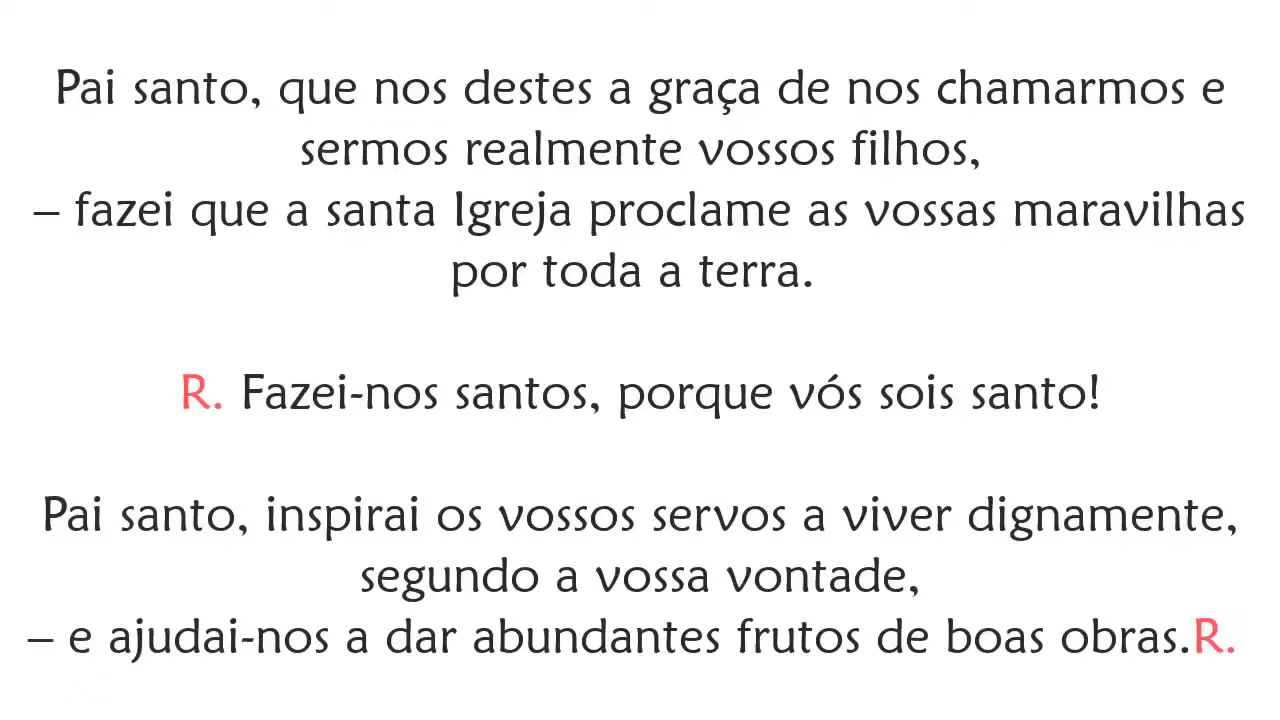 Pai santo, que nos destes a graça de nos chamarmos e
sermos realmente vossos filhos,
– fazei que a santa Igreja proclame as vossas maravilhas
por toda a terra.
R. Fazei-nos santos, porque vós sois santo!
Pai santo, inspirai os vossos servos a viver dignamente,
segundo a vossa vontade,
– e ajudai-nos a dar abundantes frutos de boas obras.R.